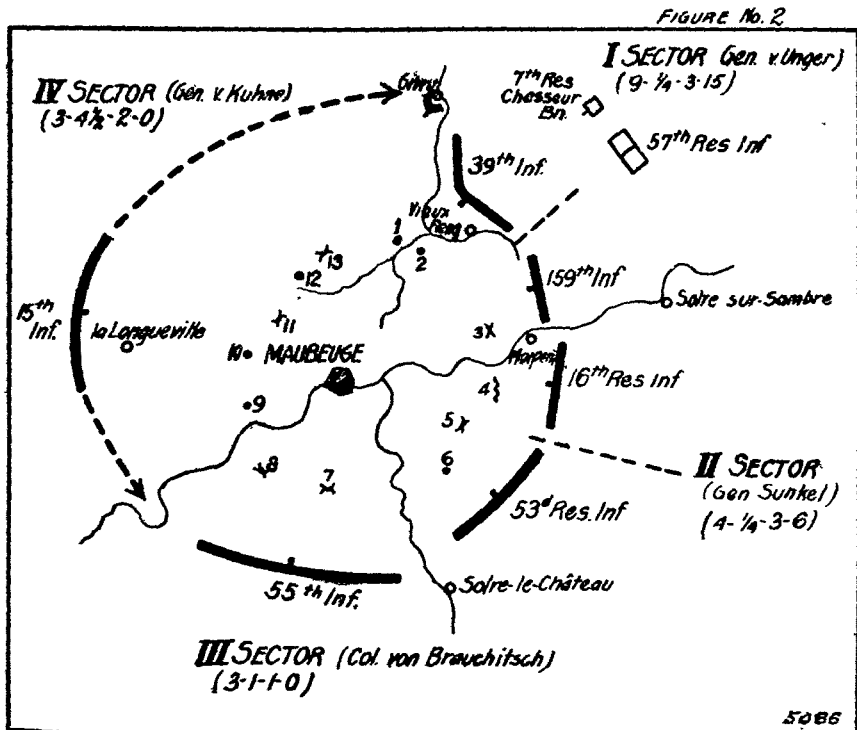 FIGURE No. 2
I SECTOR Gen. v. Unger)
(9-¼-3-15)
7th Res
Chasseur
Bn.
57th Res Inf
IV SECTOR (Gen. v. Kuhne)
(3-4½-2-0)
39th Inf.
Vieux
Reng
1
2
13
12
159th Inf
Solre sur-Sambre
15th
Inf.
la Longueville
11
3
10
MAUBEUGE
4
16th Res Inf
9
5
6
8
7
II SECTOR
(Gen Sunkel)
(4-¼-3-6)
53d Res. Inf
55th Inf.
Solre-le-Château
III SECTOR (Col. von Brauchitsch)
(3-1-1-0)
5086